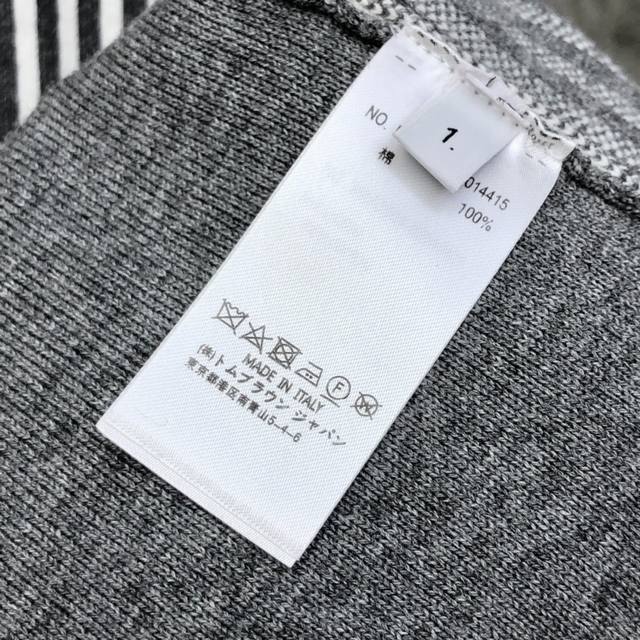 1.
NO.
014415
棉 100%
MADE IN ITALY
(株)トムブラウン ジャパン
東京都港区南青山5-4-6